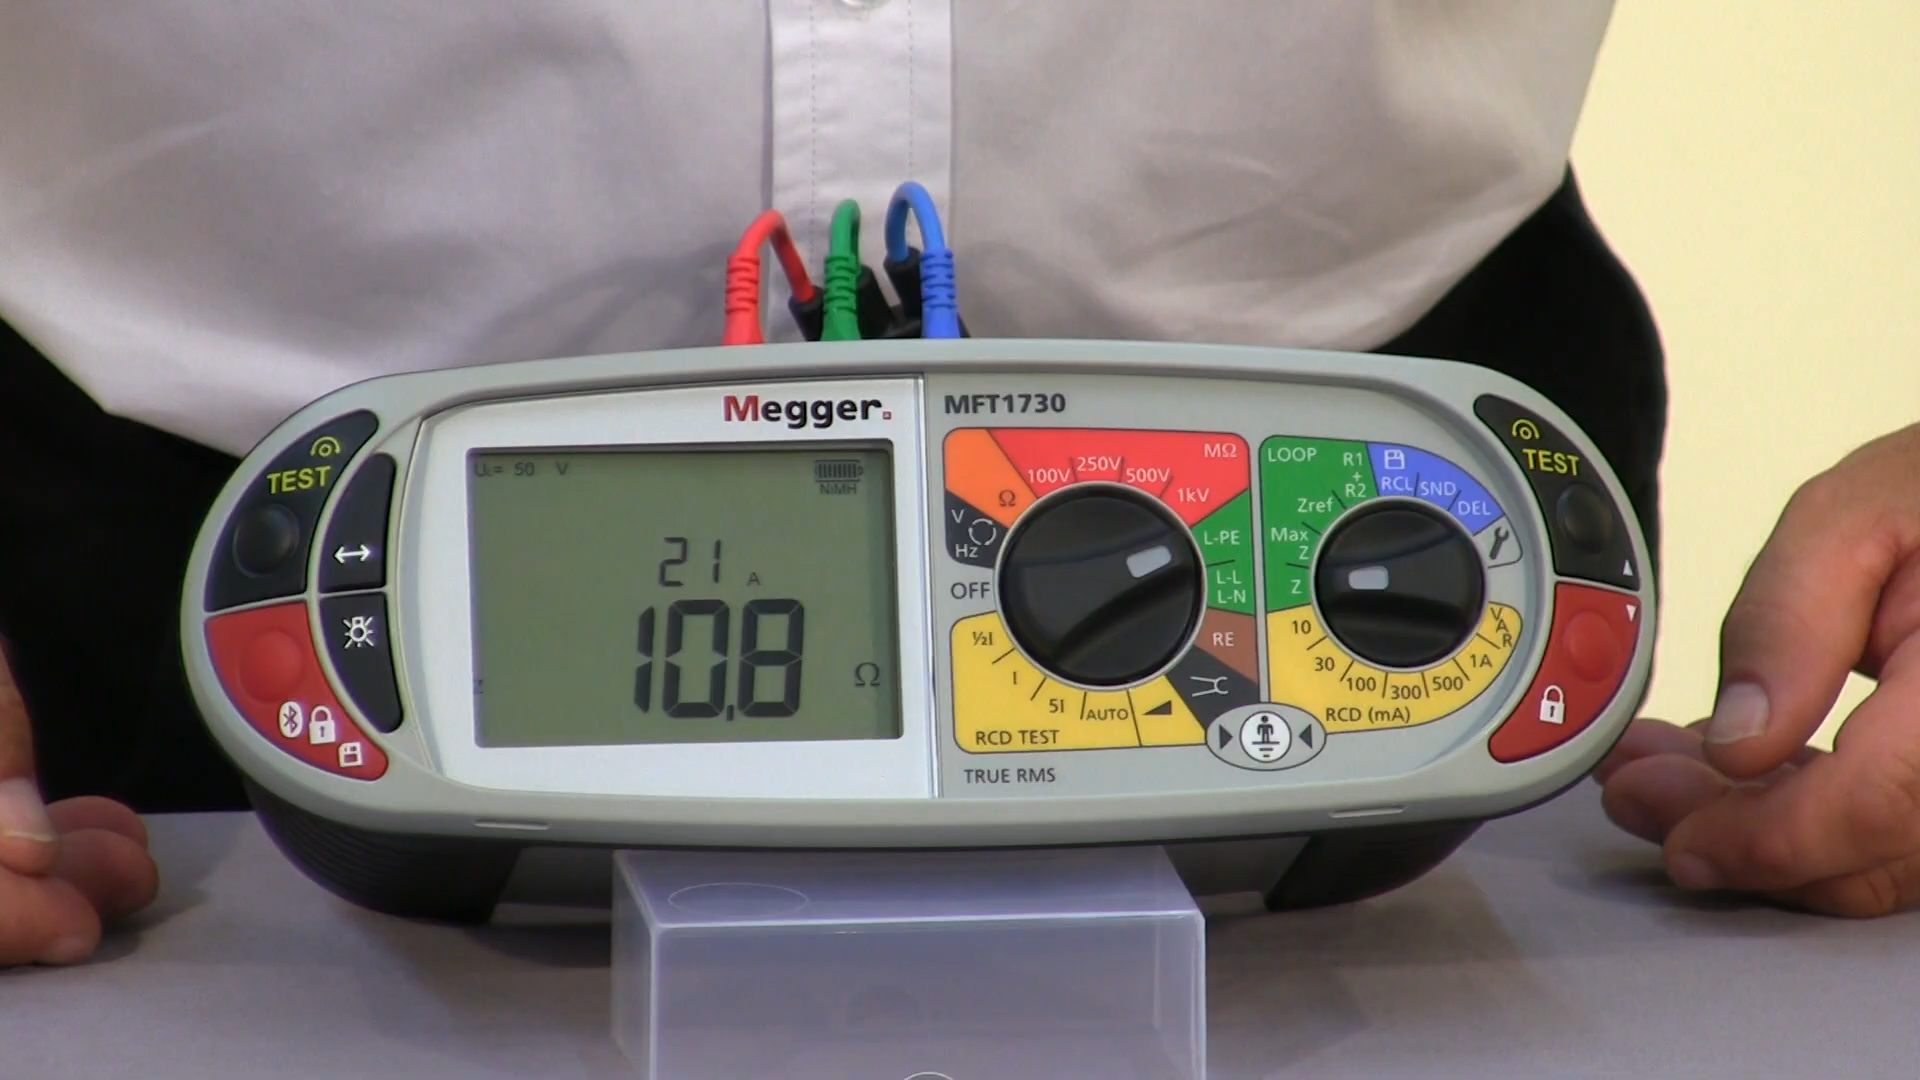 Megger.
MFT1730
TEST
UL= 50 V
NiMH
21 A
10.8 Ω
Z
MΩ
100V 250V 500V 1kV
Ω
V
Hz
OFF
L-PE
L-L
L-N
RE
½I
I
5I
AUTO
RCD TEST
TRUE RMS
LOOP
R1
+
R2
Zref
Max
Z
Z
RCL SND DEL
10
30
100 300 500
1A
VAR
RCD (mA)
TEST